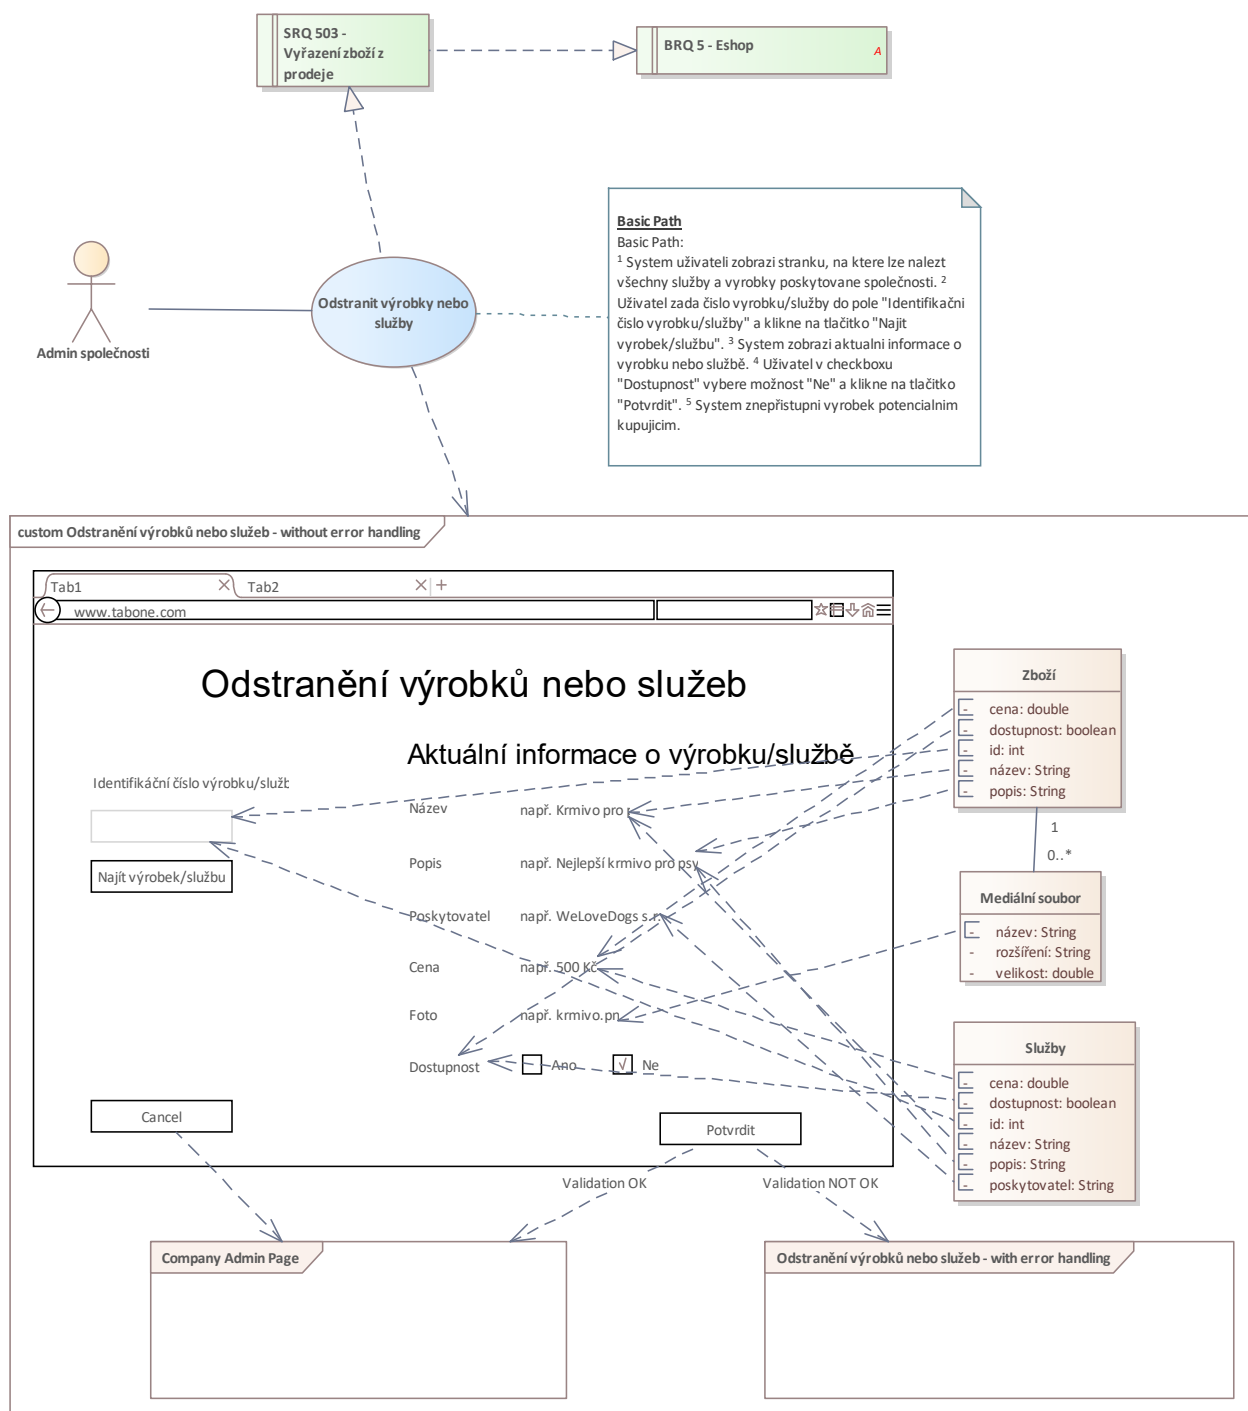 SRQ 503 -
Vyřazení zboží z
prodeje
BRQ 5 - Eshop
A
Admin společnosti
Odstranit výrobky nebo
služby
Basic Path
Basic Path:
1 System uživateli zobrazi stranku, na ktere lze nalezt
všechny služby a vyrobky poskytovane společnosti. 2
Uživatel zada čislo vyrobku/služby do pole "Identifikačni
čislo vyrobku/služby" a klikne na tlačitko "Najit
vyrobek/službu". 3 System zobrazi aktualni informace o
vyrobku nebo službě. 4 Uživatel v checkboxu
"Dostupnost" vybere možnost "Ne" a klikne na tlačitko
"Potvrdit". 5 System znepřistupni vyrobek potencialnim
kupujicim.
custom Odstranění výrobků nebo služeb - without error handling
Tab1
Tab2
www.tabone.com
Odstranění výrobků nebo služeb
Aktuální informace o výrobku/službě
Identifikáční číslo výrobku/služt
Najít výrobek/službu
Název
např. Krmivo pro
Popis
např. Nejlepší krmivo pro psy
Poskytovatel
např. WeLoveDogs s.r.
Cena
např. 500 Kč
Foto
např. krmivo.pn
Dostupnost
Ano
√ Ne
Cancel
Potvrdit
Zboží
- cena: double
- dostupnost: boolean
- id: int
- název: String
- popis: String
1
0..*
Mediální soubor
- název: String
- rozšíření: String
- velikost: double
Služby
- cena: double
- dostupnost: boolean
- id: int
- název: String
- popis: String
- poskytovatel: String
Validation OK
Validation NOT OK
Company Admin Page
Odstranění výrobků nebo služeb - with error handling